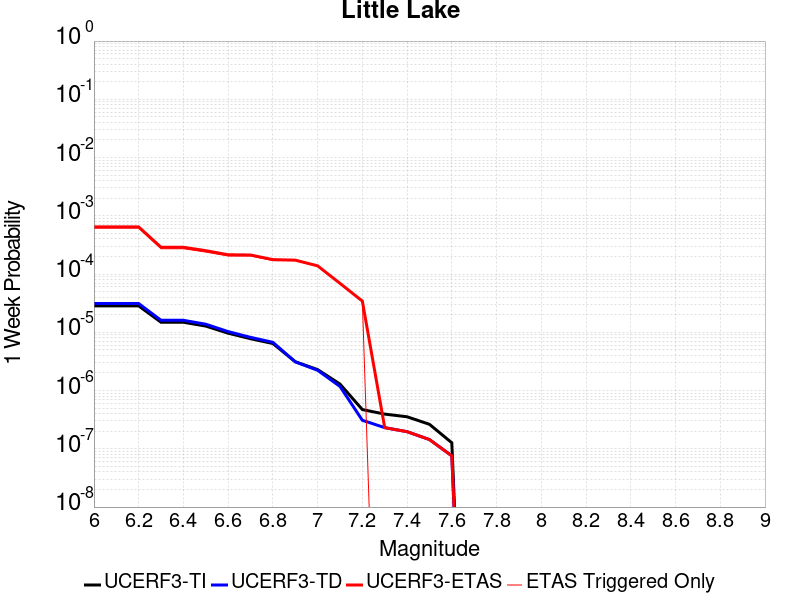 Little Lake
10^0
10^-1
10^-2
10^-3
10^-4
10^-5
10^-6
10^-7
10^-8
1 Week Probability
6 6.2 6.4 6.6 6.8 7 7.2 7.4 7.6 7.8 8 8.2 8.4 8.6 8.8 9
Magnitude
UCERF3-TI UCERF3-TD UCERF3-ETAS ETAS Triggered Only